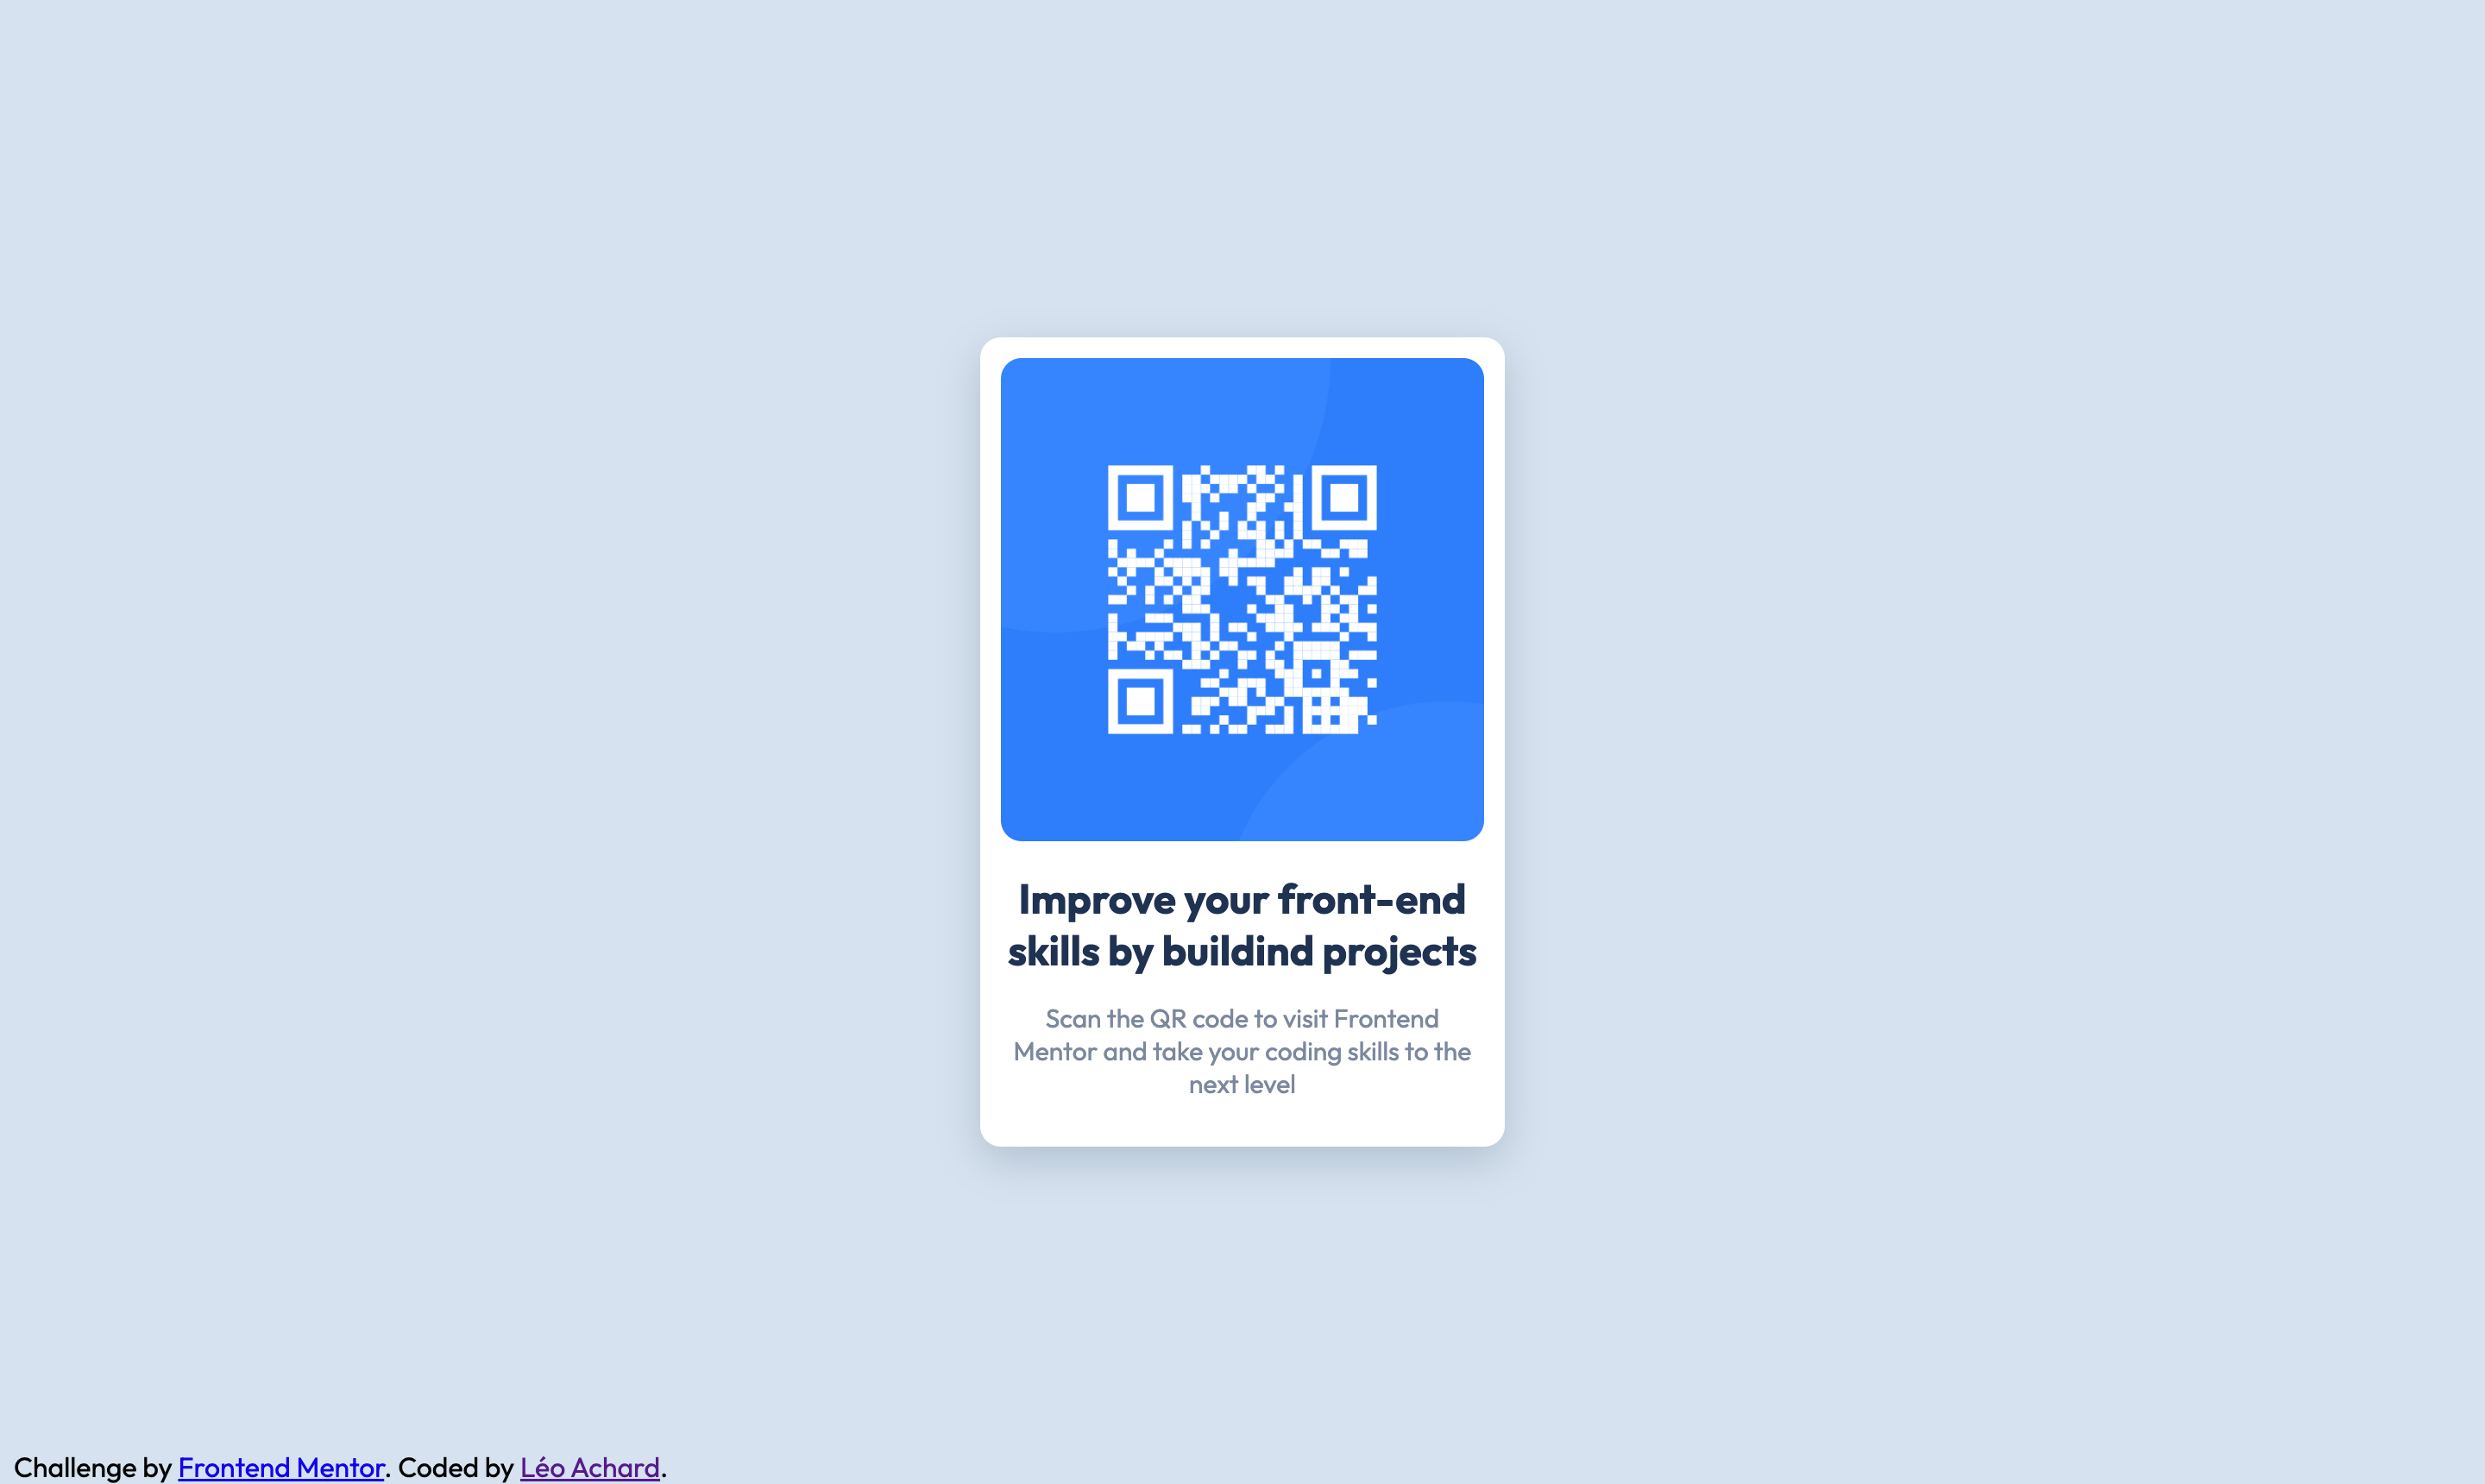 Improve your front-end
skills by buildind projects
Scan the QR code to visit Frontend
Mentor and take your coding skills to the
next level
Challenge by Frontend Mentor. Coded by Léo Achard.